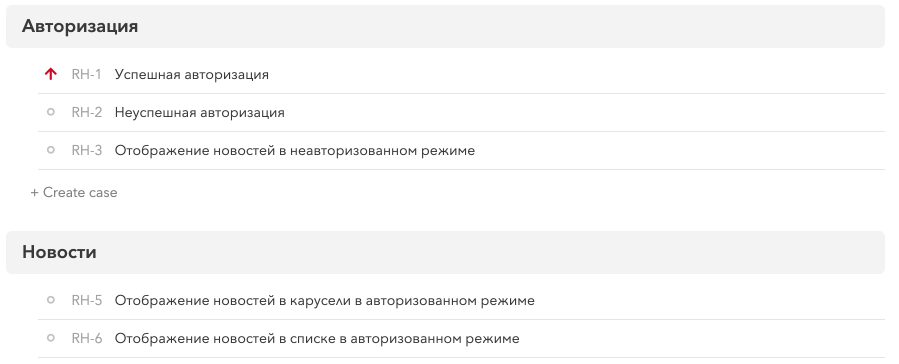 Авторизация
RH-1 Успешная авторизация
RH-2 Неуспешная авторизация
RH-3 Отображение новостей в неавторизованном режиме
+ Create case
Новости
RH-5 Отображение новостей в карусели в авторизованном режиме
RH-6 Отображение новостей в списке в авторизованном режиме